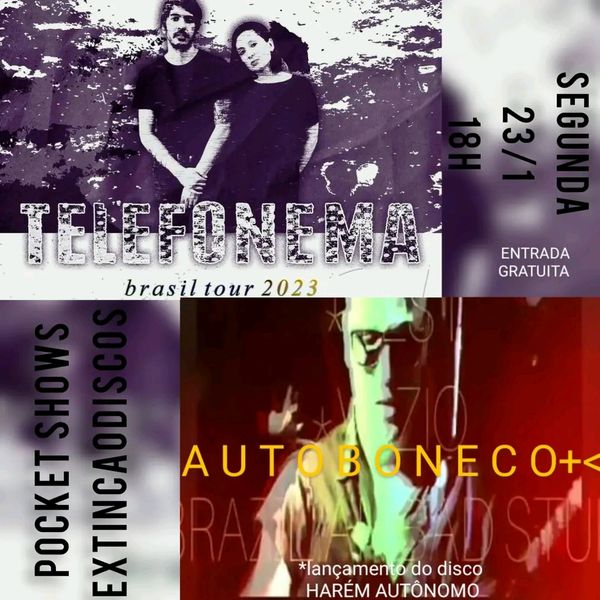 TELEFONEMA
brasil tour 2023
SEGUNDA
23/1
18H
ENTRADA
GRATUITA
POCKET SHOWS
EXTINCAODISCOS
AUTOBONECO+<
*lançamento do disco
HARÉM AUTÔNOMO